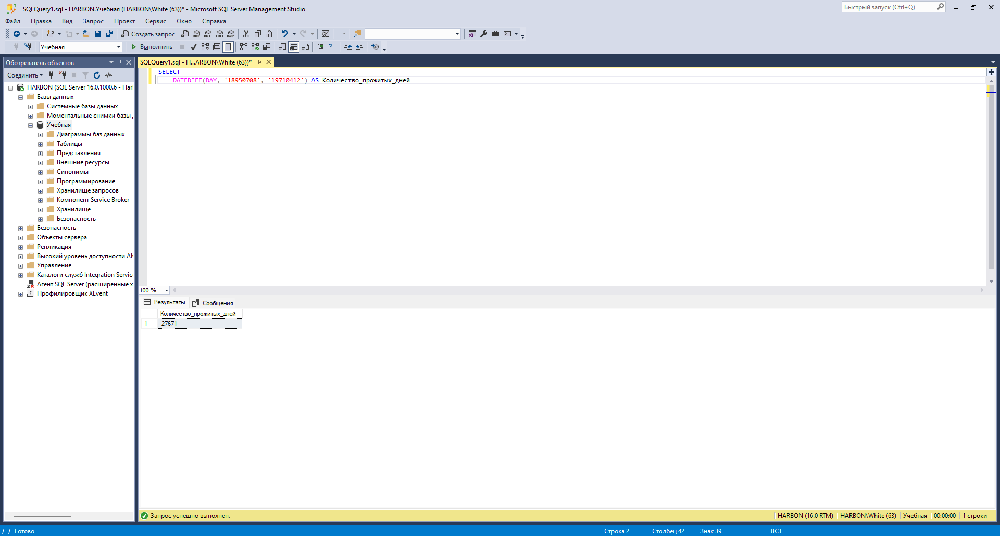 SQLQuery1.sql - HARBON.Учебная (HARBON\White (63))* - Microsoft SQL Server Management Studio
Быстрый запуск (Ctrl+Q)
Файл Правка Вид Запрос Проект Сервис Окно Справка
Создать запрос MDX DMX XMLA DAX
Учебная Выполнить
Обозреватель объектов
SQLQuery1.sql - H...ARBON\White (63))*
Соединить
HARBON (SQL Server 16.0.1000.6 - Harl
Базы данных
Системные базы данных
Моментальные снимки базы
Учебная
Диаграммы баз данных
Таблицы
Представления
Внешние ресурсы
Синонимы
Программирование
Хранилище запросов
Компонент Service Broker
Хранилище
Безопасность
Безопасность
Объекты сервера
Репликация
Высокий уровень доступности Alv
Управление
Каталоги служб Integration Servic
Агент SQL Server (расширенные х
Профилировщик XEvent
SELECT
DATEDIFF(DAY, '18950708', '19710412') AS Количество_прожитых_дней
100 %
Результаты Сообщения
Количество_прожитых_дней
1 27671
Запрос успешно выполнен.
HARBON (16.0 RTM) HARBON\White (63) Учебная 00:00:00 1 строки
Готово
Строка 2 Столбец 42 Знак 39 ВСТ